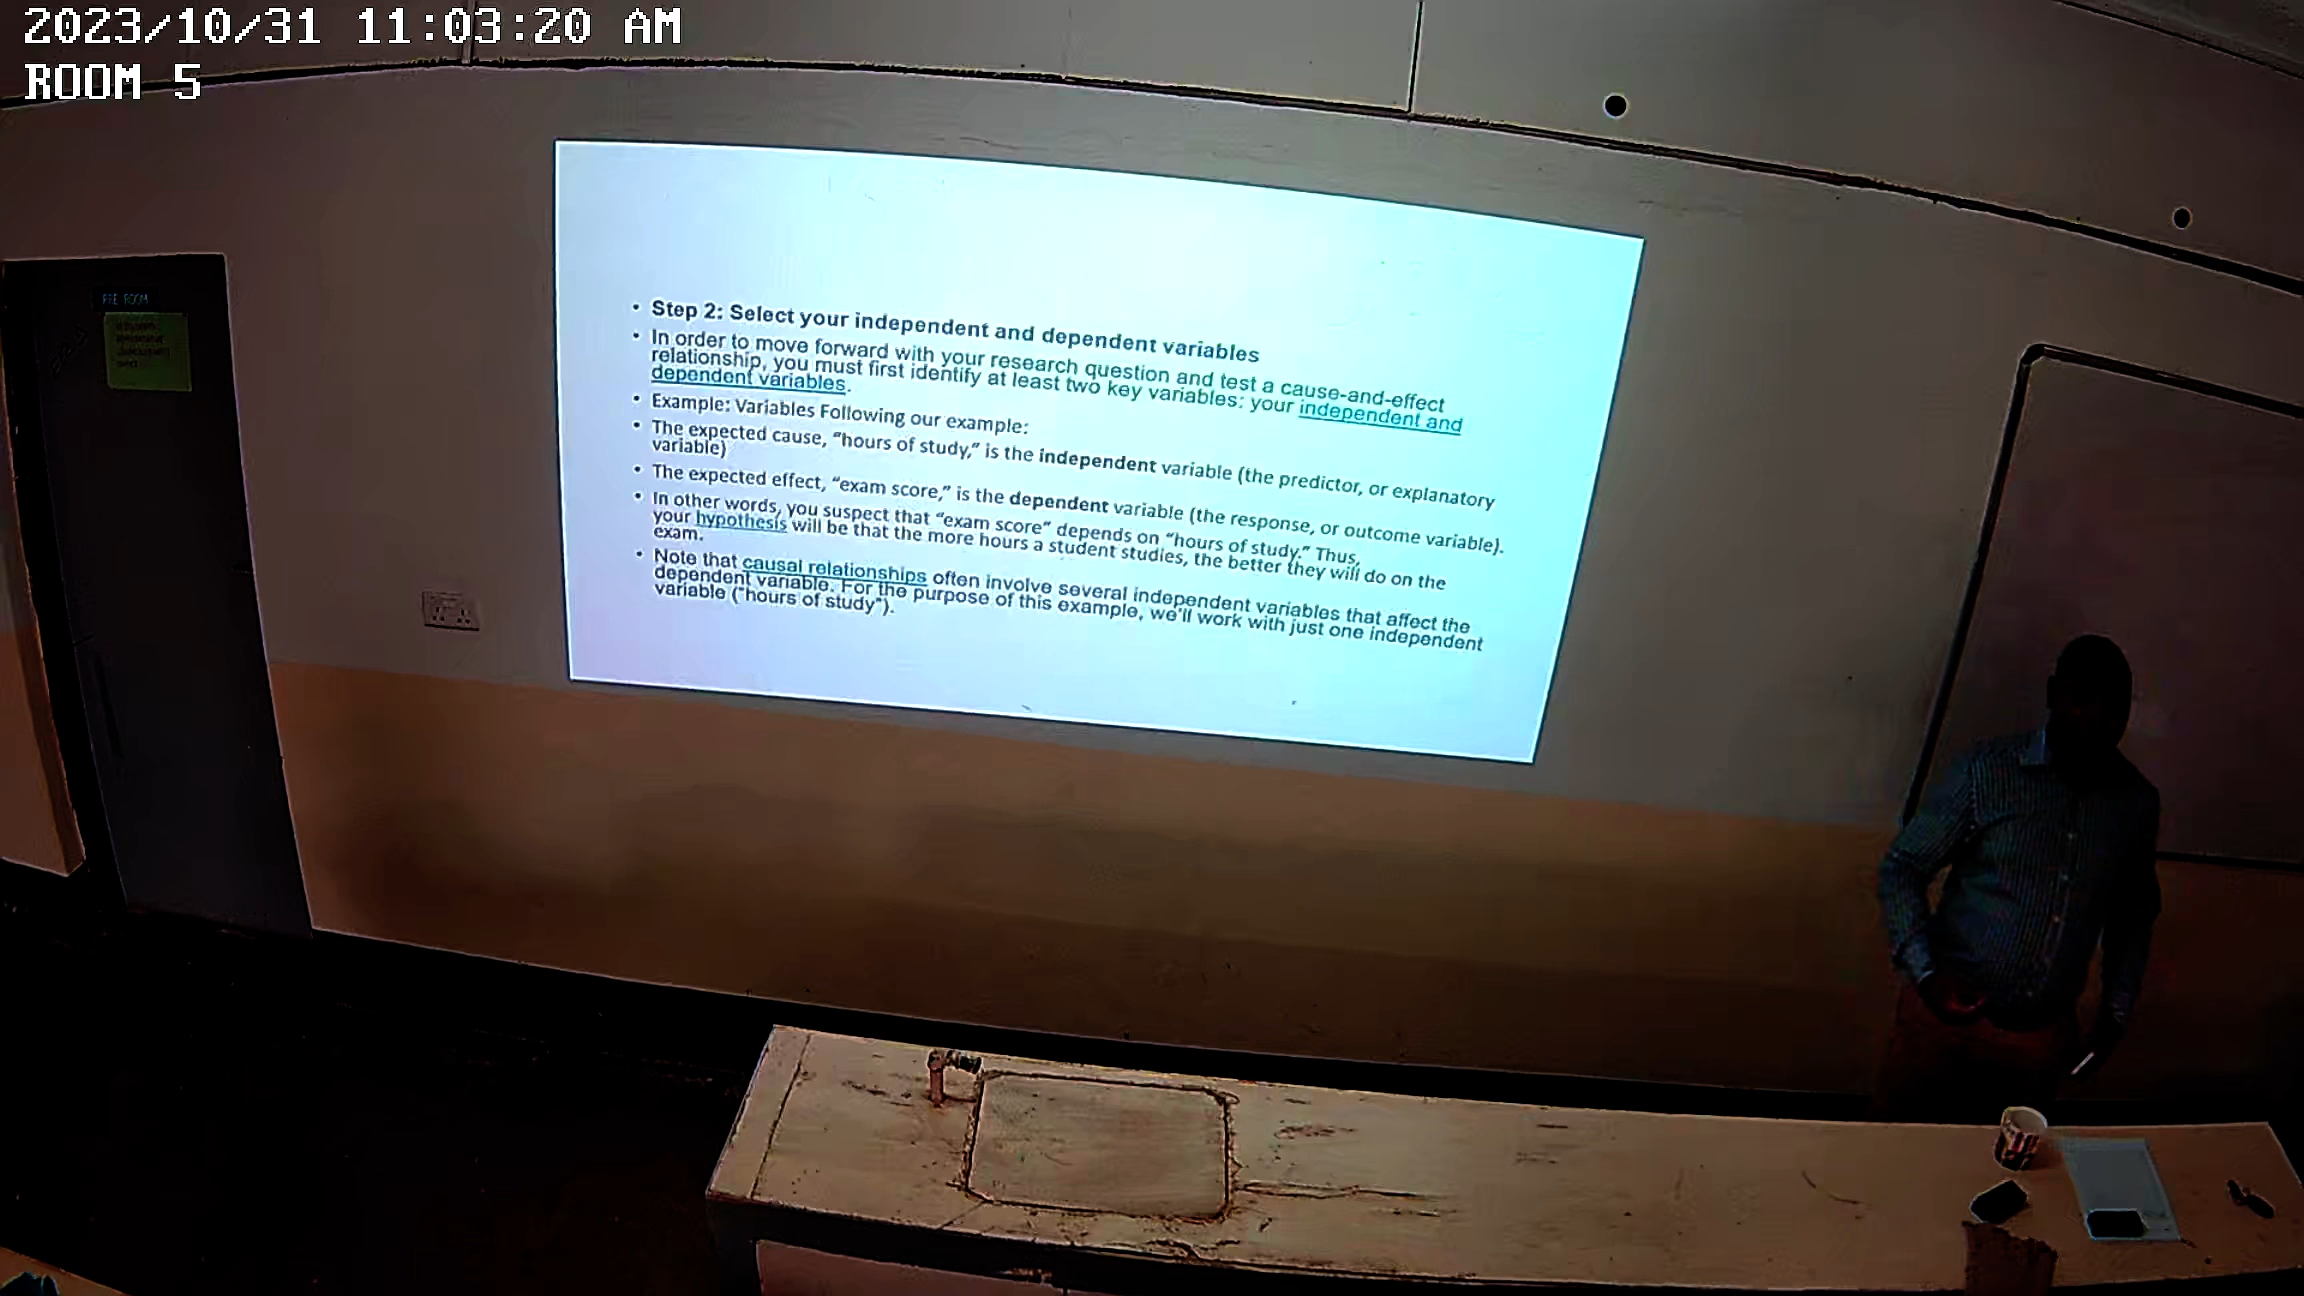 2023/10/31 11:03:20 AM
ROOM 5
PRE ROOM
• Step 2: Select your independent and dependent variables
• In order to move forward with your research question and test a cause-and-effect
relationship, you must first identify at least two key variables: your independent and
dependent variables.
• Example: Variables Following our example:
• The expected cause, “hours of study,” is the independent variable (the predictor, or explanatory
variable)
• The expected effect, “exam score,” is the dependent variable (the response, or outcome variable).
• In other words, you suspect that “exam score” depends on “hours of study.” Thus,
your hypothesis will be that the more hours a student studies, the better they will do on the
exam.
• Note that causal relationships often involve several independent variables that affect the
dependent variable. For the purpose of this example, we’ll work with just one independent
variable (“hours of study”).